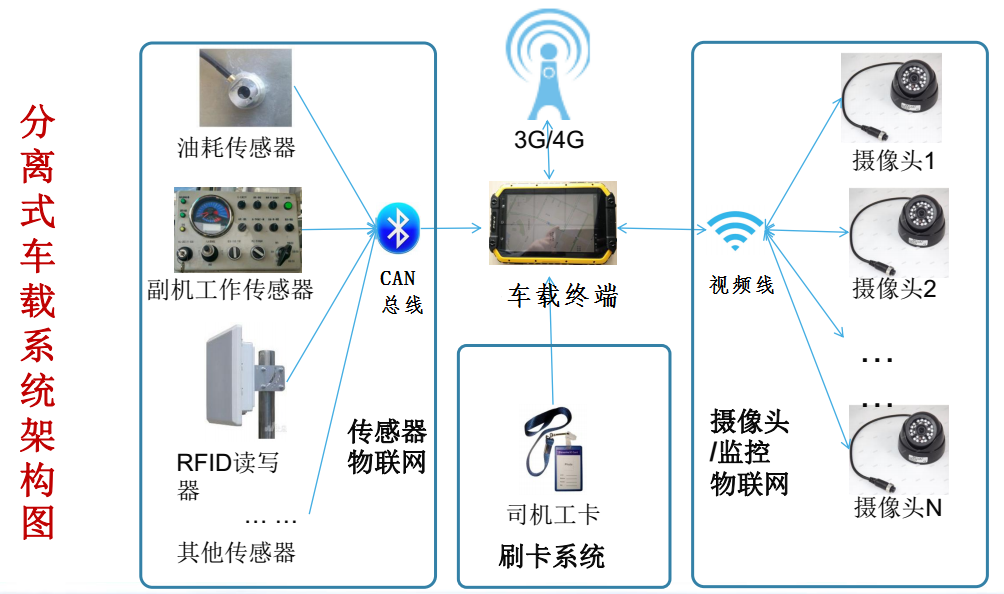 分离式车载系统架构图
3G/4G
油耗传感器
副机工作传感器
RFID读写
器
... ...
其他传感器
CAN
总线
传感器
物联网
车载终端
司机工卡
刷卡系统
视频线
摄像头
/监控
物联网
摄像头1
摄像头2
...
...
摄像头N